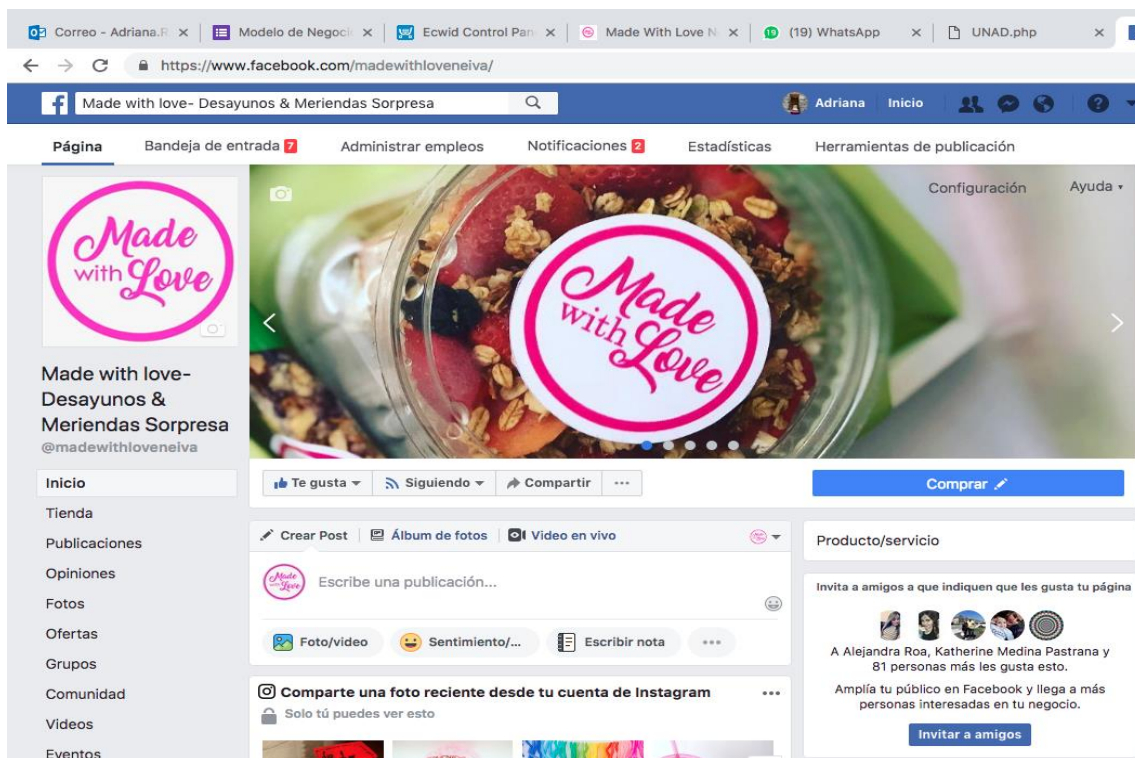 Correo - Adriana.R
Modelo de Negoci
Ecwid Control Pan
Made With Love N
(19) WhatsApp
UNAD.php
https://www.facebook.com/madewithloveneiva/
Made with love- Desayunos & Meriendas Sorpresa
Adriana
Inicio
Página
Bandeja de entrada 7
Administrar empleos
Notificaciones 2
Estadísticas
Herramientas de publicación
Configuración
Ayuda
Made
with Love
Made
with Love
Made with love-
Desayunos &
Meriendas Sorpresa
@madewithloveneiva
Te gusta
Siguiendo
Compartir
Comprar
Inicio
Tienda
Publicaciones
Opiniones
Fotos
Ofertas
Grupos
Comunidad
Videos
Eventos
Crear Post
Álbum de fotos
Video en vivo
Made
with Love
Escribe una publicación...
Foto/video
Sentimiento/...
Escribir nota
Comparte una foto reciente desde tu cuenta de Instagram
Solo tú puedes ver esto
Producto/servicio
Invita a amigos a que indiquen que les gusta tu página
A Alejandra Roa, Katherine Medina Pastrana y
81 personas más les gusta esto.
Amplía tu público en Facebook y llega a más
personas interesadas en tu negocio.
Invitar a amigos